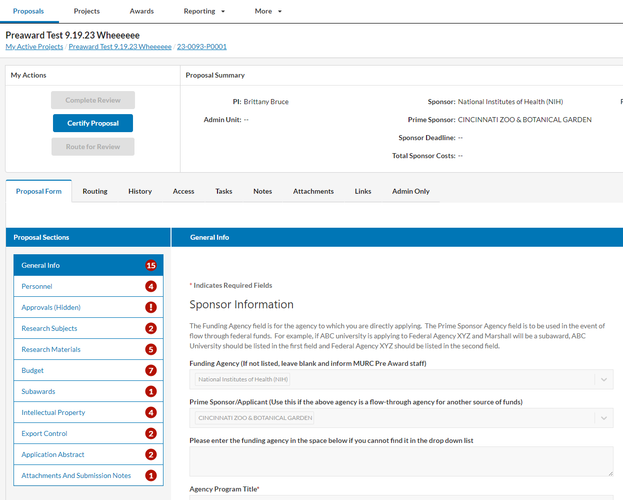 Proposals Projects Awards Reporting More
Preaward Test 9.19.23 Wheeeeee
My Active Projects / Preaward Test 9.19.23 Wheeeeee / 23-0093-P0001
My Actions
Complete Review
Certify Proposal
Route for Review
Proposal Summary
PI: Brittany Bruce
Admin Unit: --
Sponsor: National Institutes of Health (NIH)
Prime Sponsor: CINCINNATI ZOO & BOTANICAL GARDEN
Sponsor Deadline: --
Total Sponsor Costs: --
Proposal Form Routing History Access Tasks Notes Attachments Links Admin Only
Proposal Sections
General Info 15
Personnel 4
Approvals (Hidden) !
Research Subjects 2
Research Materials 5
Budget 7
Subawards 1
Intellectual Property 4
Export Control 2
Application Abstract 2
Attachments And Submission Notes 1
General Info
* Indicates Required Fields
Sponsor Information
The Funding Agency field is for the agency to which you are directly applying. The Prime Sponsor Agency field is to be used in the event of
flow through federal funds. For example, if ABC university is applying to Federal Agency XYZ and Marshall will be a subaward, ABC
University should be listed in the first field and Federal Agency XYZ should be listed in the second field.
Funding Agency (If not listed, leave blank and inform MURC Pre Award staff)
National Institutes of Health (NIH)
Prime Sponsor/Applicant (Use this if the above agency is a flow-through agency for another source of funds)
CINCINNATI ZOO & BOTANICAL GARDEN
Please enter the funding agency in the space below if you cannot find it in the drop down list
Agency Program Title*